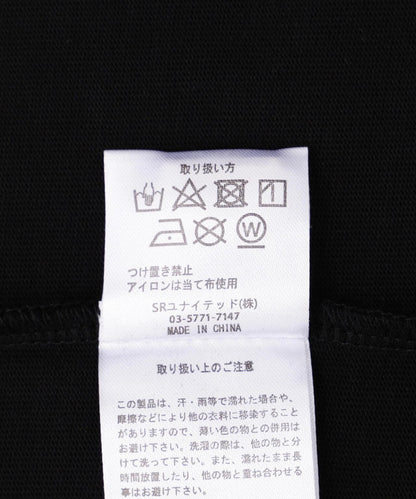 取り扱い方
W
つけ置き禁止
アイロンは当て布使用
SRユナイテッド(株)
03-5771-7147
MADE IN CHINA
取り扱い上のご注意
この製品は、汗・雨等で濡れた場合や、
摩擦などにより他の衣料に移染すること
がありますので、薄い色の物との併用は
お避け下さい。洗濯の際は、他の物と分
けて洗って下さい。また、濡れたまま長
時間放置や、他の物と重ね合わせる
事はお避け下さい。